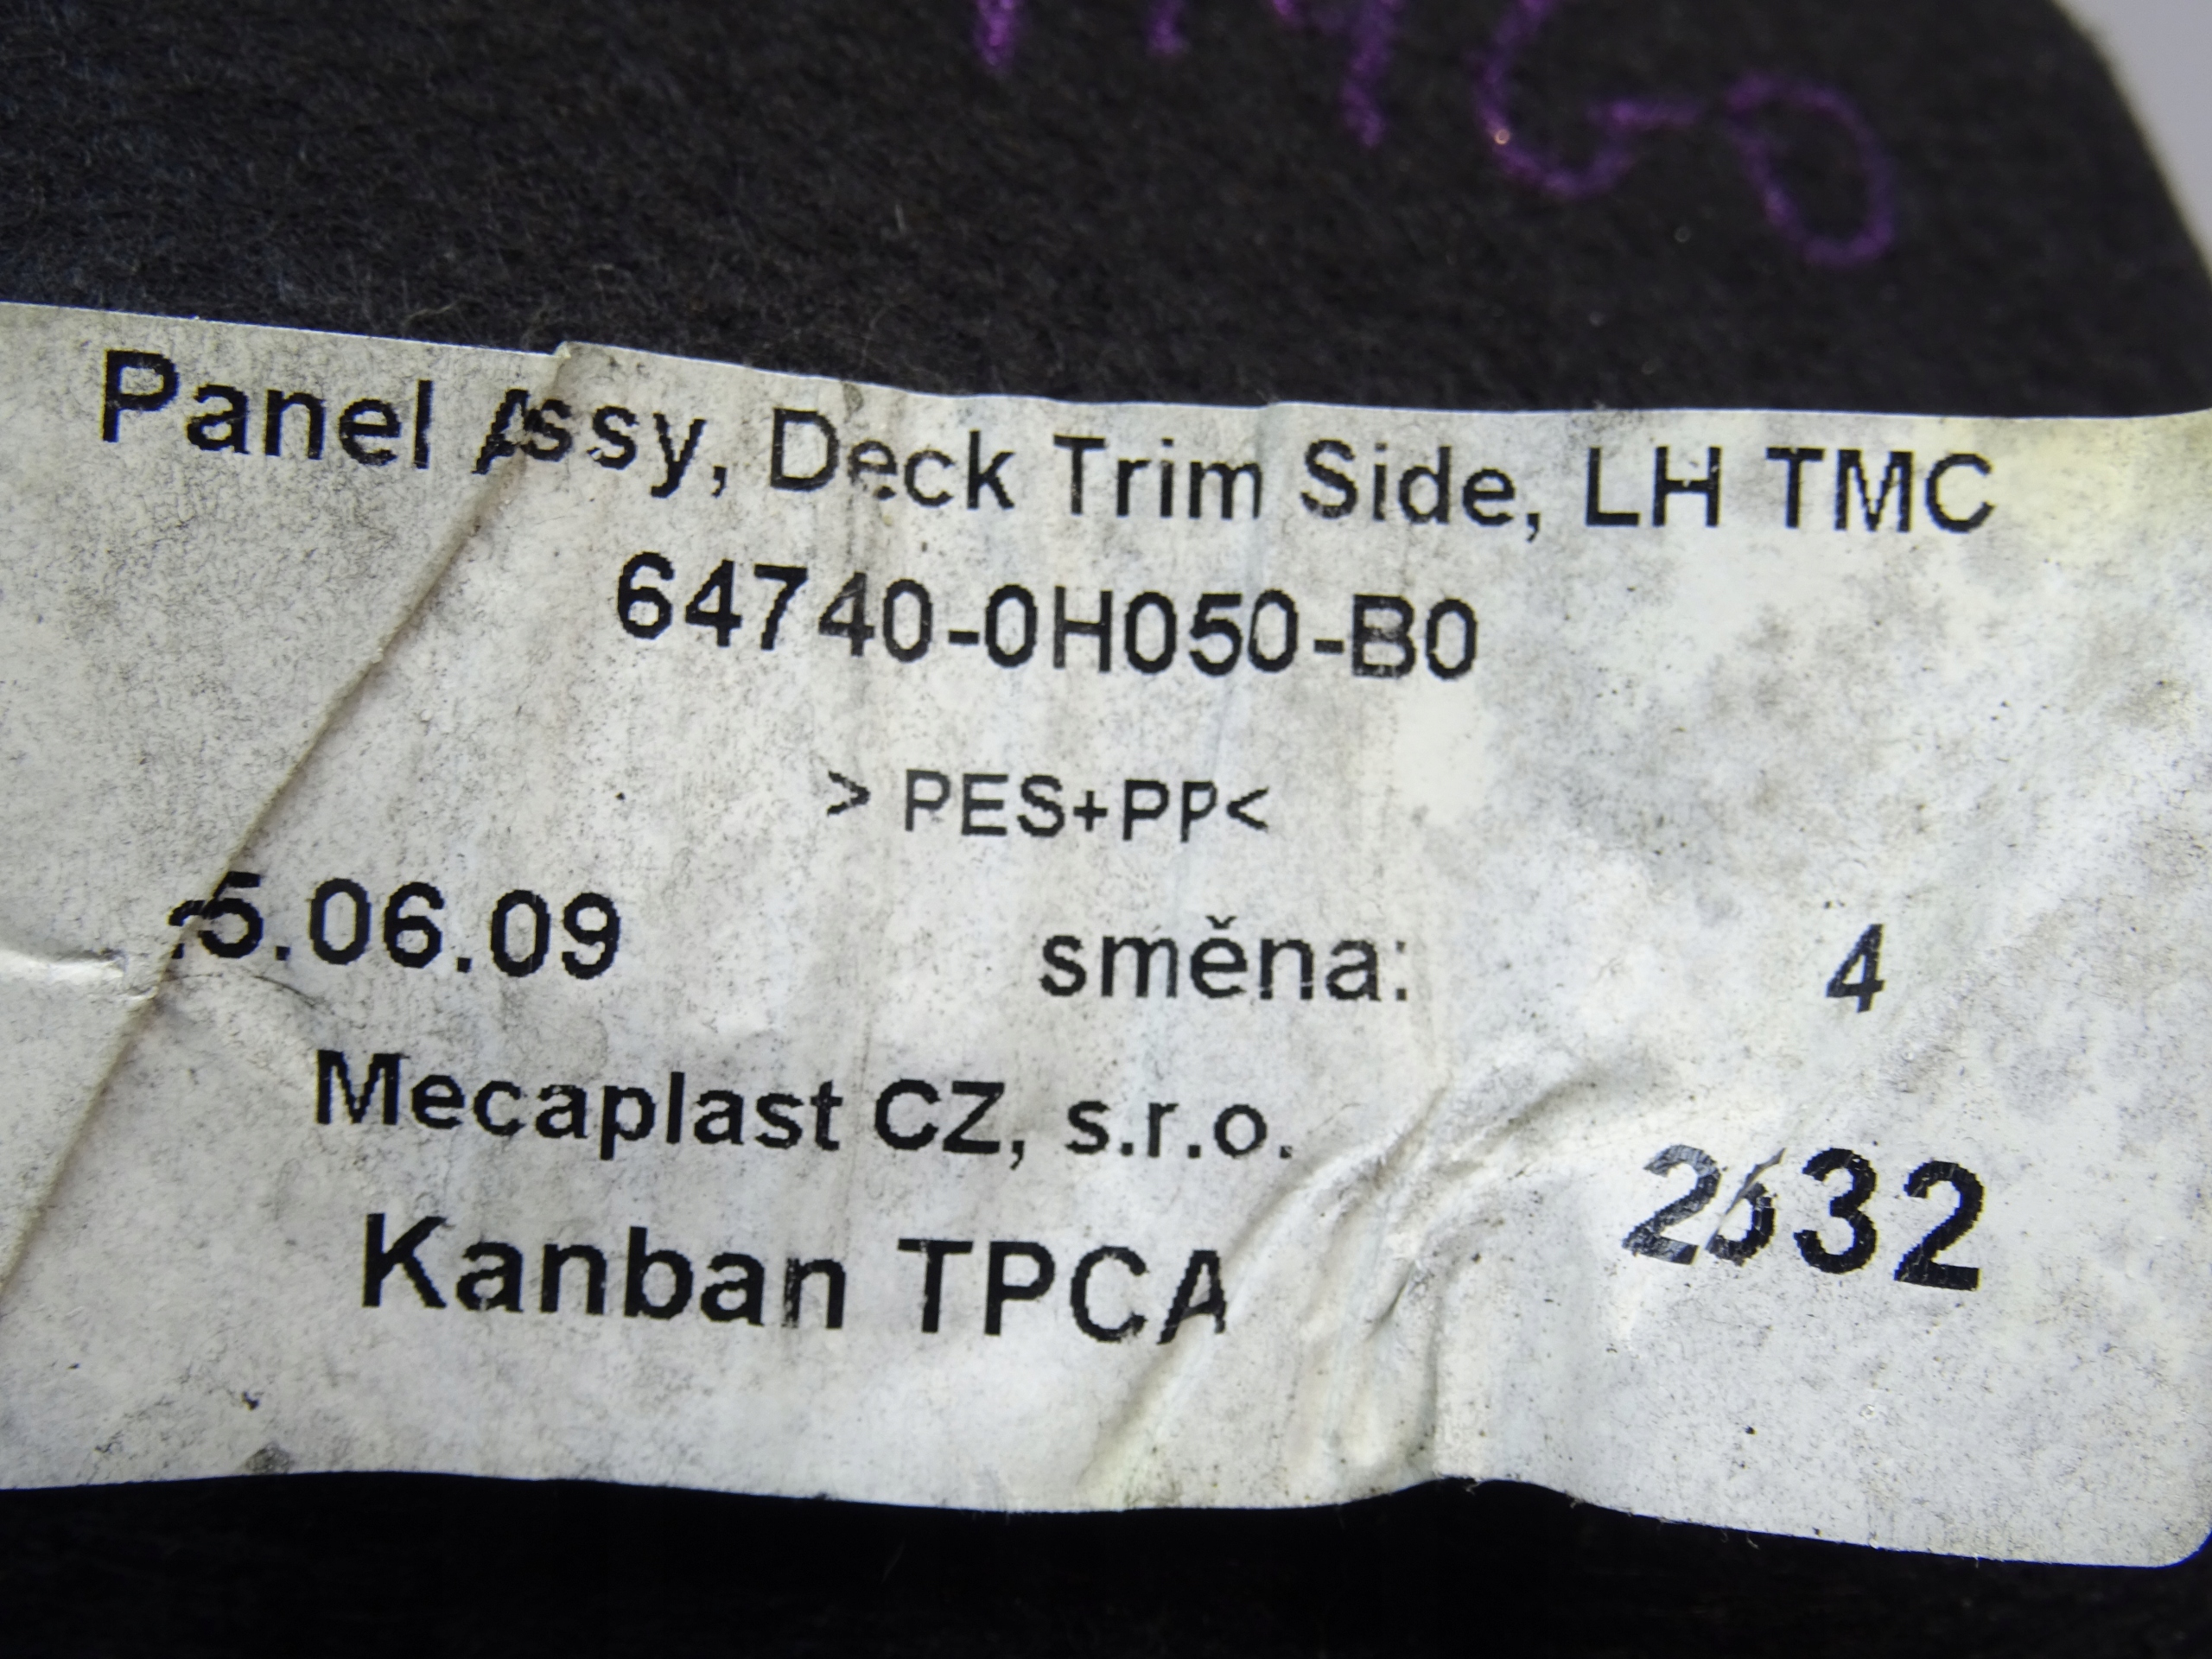 Panel Assy, Deck Trim Side, LH TMC
64740-0H050-B0
> PES+PP<
25.06.09 směna: 4
Mecaplast CZ, s.r.o.
Kanban TPCA